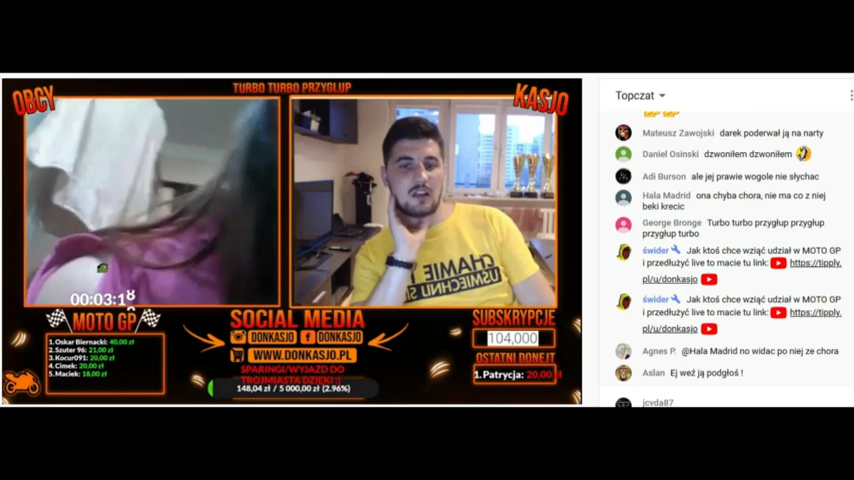 OBCY
TURBO TURBO PRZYGŁUP
KASJO
CHAMIE
UŚMIECHNIJ SI
00:03:18
MOTO GP
1. Oskar Biernacki: 40,00 zł
2. Szuter 96: 21,00 zł
3. Kocur091: 20,00 zł
4. Cimek: 20,00 zł
5. Maciek: 18,00 zł
SOCIAL MEDIA
DONKASJO
DONKASJO
WWW.DONKASJO.PL
SPARINGI/WYJAZD DO
TROJMIASTA DZIĘKI :)
148,04 zł / 5 000,00 zł (2.96%)
SUBSKRYPCJE
104,000
OSTATNI DONEJT
1. Patrycja: 20,00
Topczat
Mateusz Zawojski darek poderwał ją na narty
Daniel Osinski dzwoniłem dzwoniłem
Adi Burson ale jej prawie wogole nie słychac
Hala Madrid ona chyba chora, nie ma co z niej
beki krecic
George Bronge Turbo turbo przygłup przygłup
przygłup turbo
świder Jak ktoś chce wziąć udział w MOTO GP
i przedłużyć live to macie tu link: https://tipply.
pl/u/donkasjo
świder Jak ktoś chce wziąć udział w MOTO GP
i przedłużyć live to macie tu link: https://tipply.
pl/u/donkasjo
Agnes P. @Hala Madrid no widac po niej ze chora
Aslan Ej weź ją podgłoś !
jcvda87